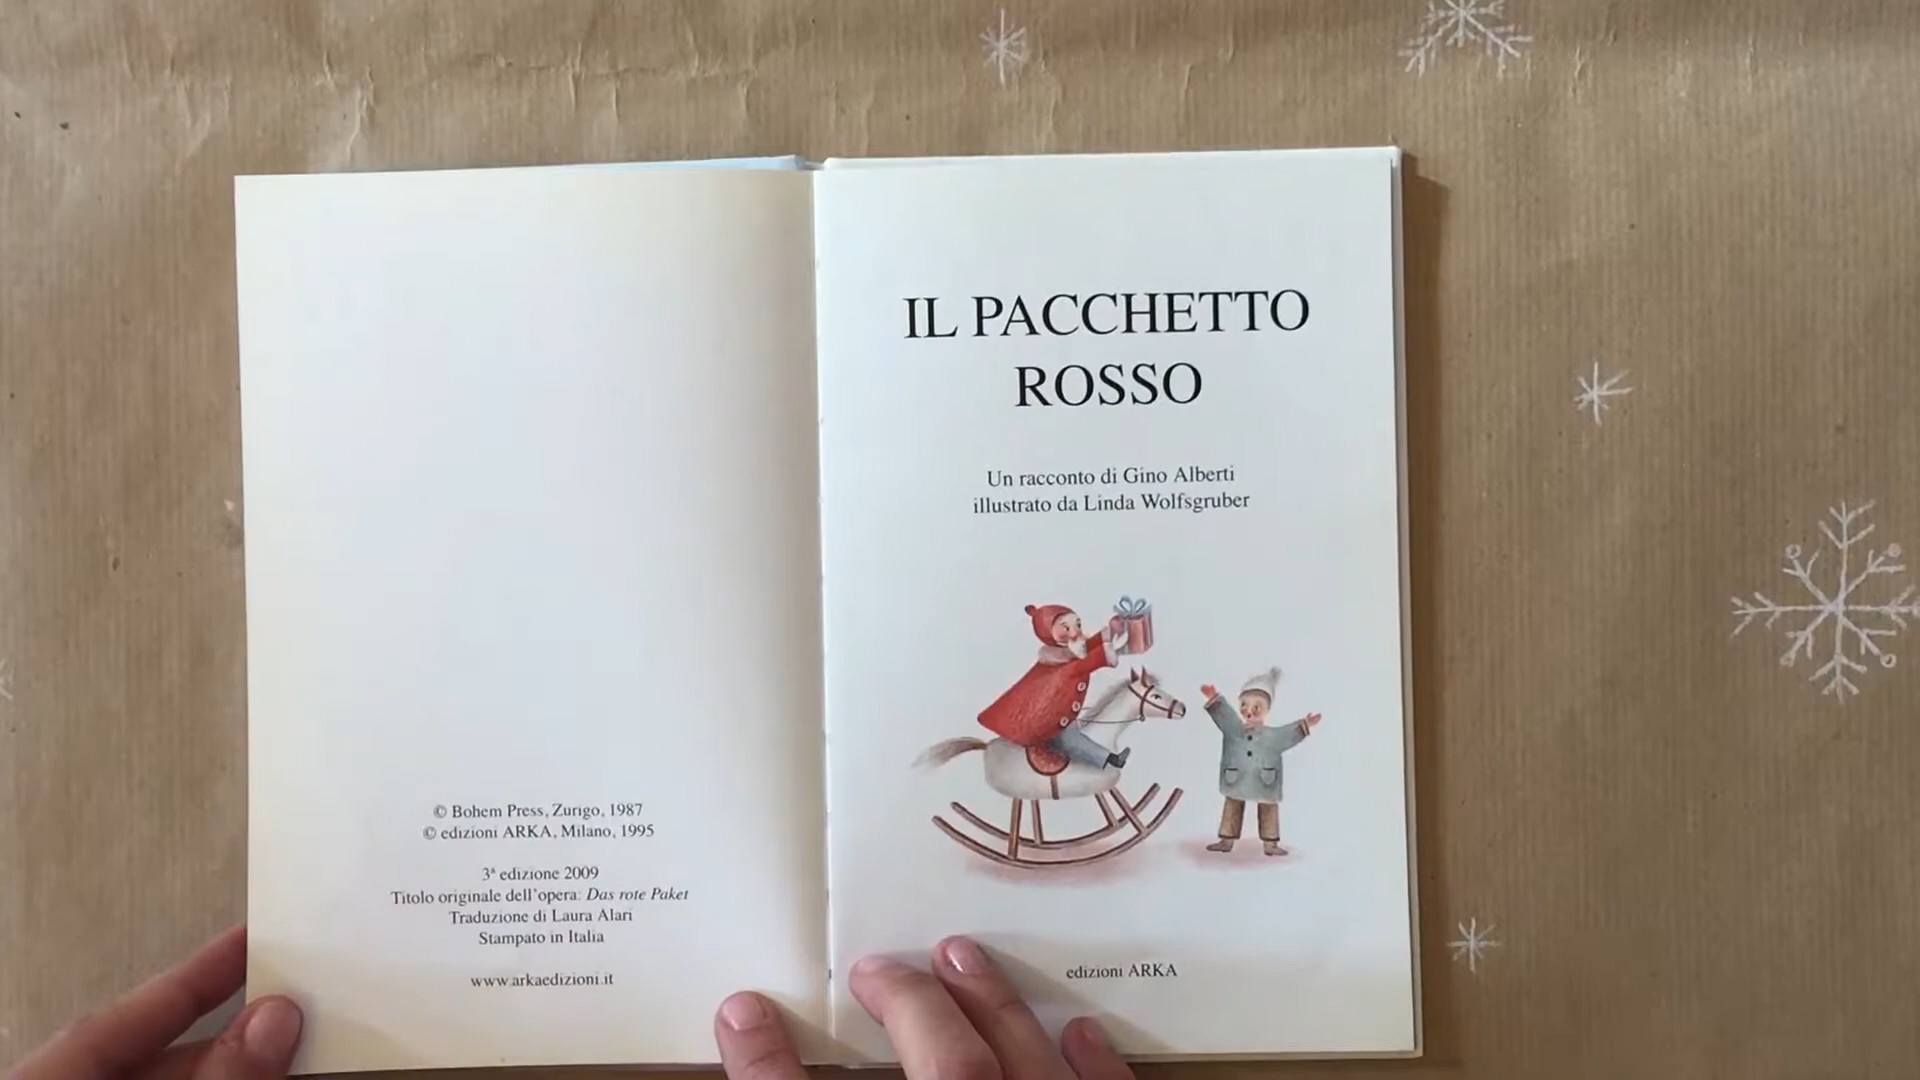 © Bohem Press, Zurigo, 1987
© edizioni ARKA, Milano, 1995
3ª edizione 2009
Titolo originale dell'opera: Das rote Paket
Traduzione di Laura Alari
Stampato in Italia
www.arkaedizioni.it
IL PACCHETTO
ROSSO
Un racconto di Gino Alberti
illustrato da Linda Wolfsgruber
edizioni ARKA